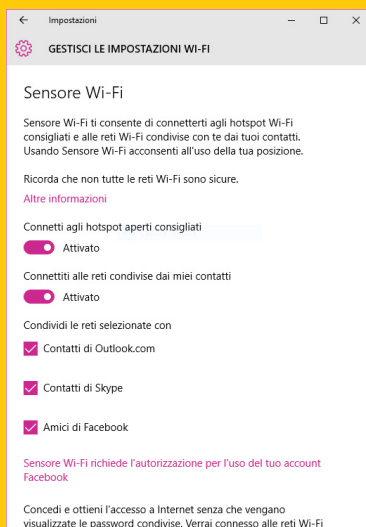 Impostazioni
GESTISCI LE IMPOSTAZIONI WI-FI
Sensore Wi-Fi
Sensore Wi-Fi ti consente di connetterti agli hotspot Wi-Fi
consigliati e alle reti Wi-Fi condivise con te dai tuoi contatti.
Usando Sensore Wi-Fi acconsenti all'uso della tua posizione.
Ricorda che non tutte le reti Wi-Fi sono sicure.
Altre informazioni
Connetti agli hotspot aperti consigliati
Attivato
Connettiti alle reti condivise dai miei contatti
Attivato
Condividi le reti selezionate con
Contatti di Outlook.com
Contatti di Skype
Amici di Facebook
Sensore Wi-Fi richiede l'autorizzazione per l'uso del tuo account
Facebook
Concedi e ottieni l'accesso a Internet senza che vengano
visualizzate le password condivise. Verrai connesso alle reti Wi-Fi